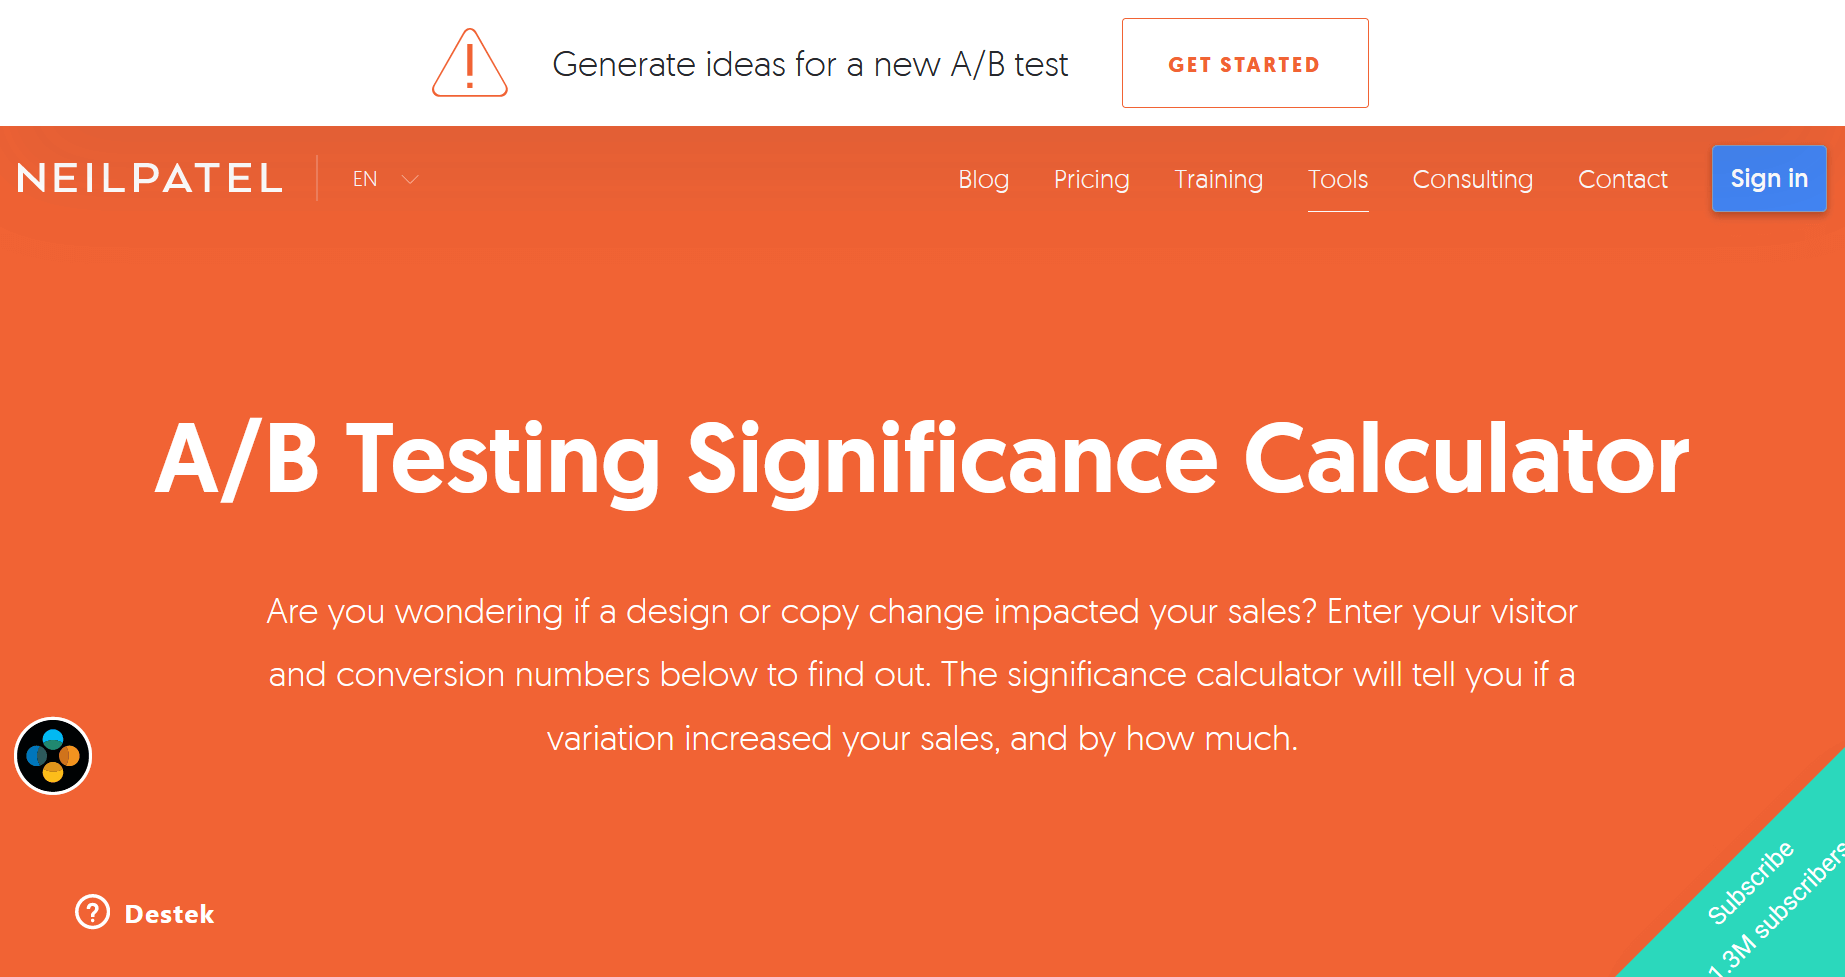 Generate ideas for a new A/B test
GET STARTED
NEILPATEL
EN
Blog
Pricing
Training
Tools
Consulting
Contact
Sign in
A/B Testing Significance Calculator
Are you wondering if a design or copy change impacted your sales? Enter your visitor
and conversion numbers below to find out. The significance calculator will tell you if a
variation increased your sales, and by how much.
Destek
Subscribe
1.3M subscribers